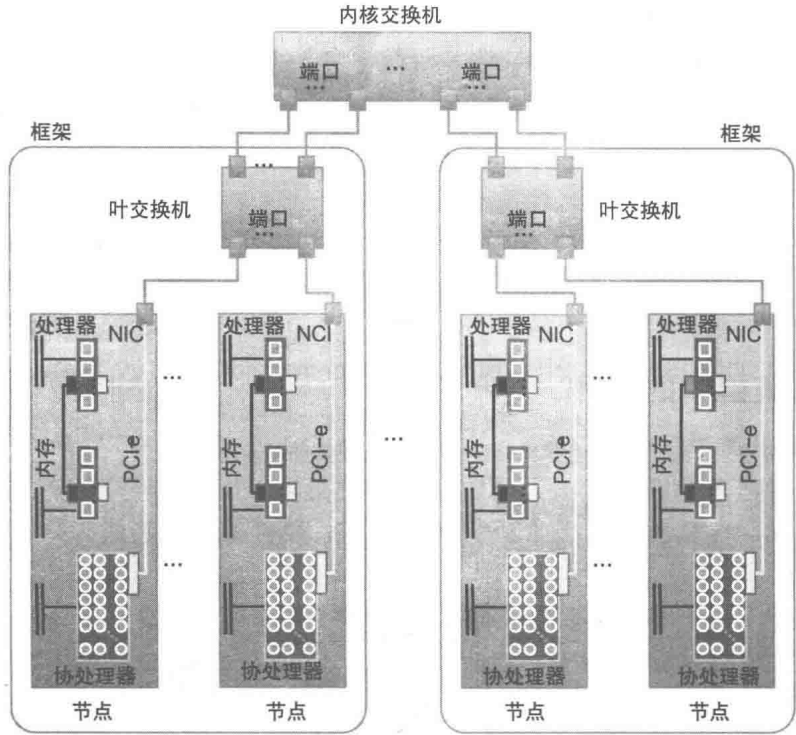 内核交换机
端口 … 端口
… …
框架 框架
…
叶交换机 端口 端口 叶交换机
… …
处理器 NIC 处理器 NCI 处理器 NIC 处理器 NIC
… …
内存 PCIe 内存 PCI-e 内存 PCIe 内存 PCI-e
…
… …
协处理器 协处理器 协处理器 协处理器
节点 节点 节点 节点